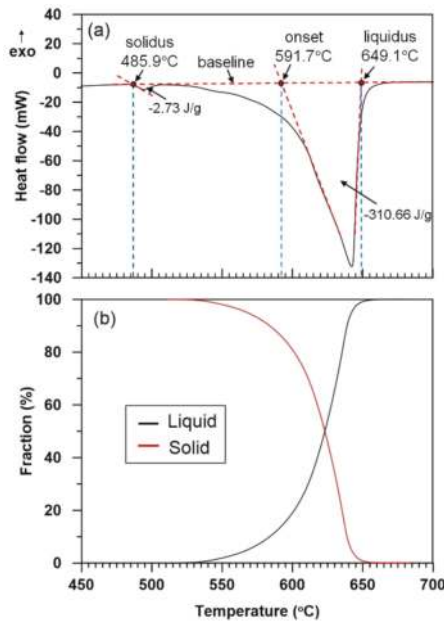 ↑
exo
(a)
solidus
485.9°C
baseline
onset
591.7°C
liquidus
649.1°C
-2.73 J/g
-310.66 J/g
Heat flow (mW)
40
20
0
-20
-40
-60
-80
-100
-120
-140
(b)
Liquid
Solid
Fraction (%)
100
80
60
40
20
0
450 500 550 600 650 700
Temperature (°C)